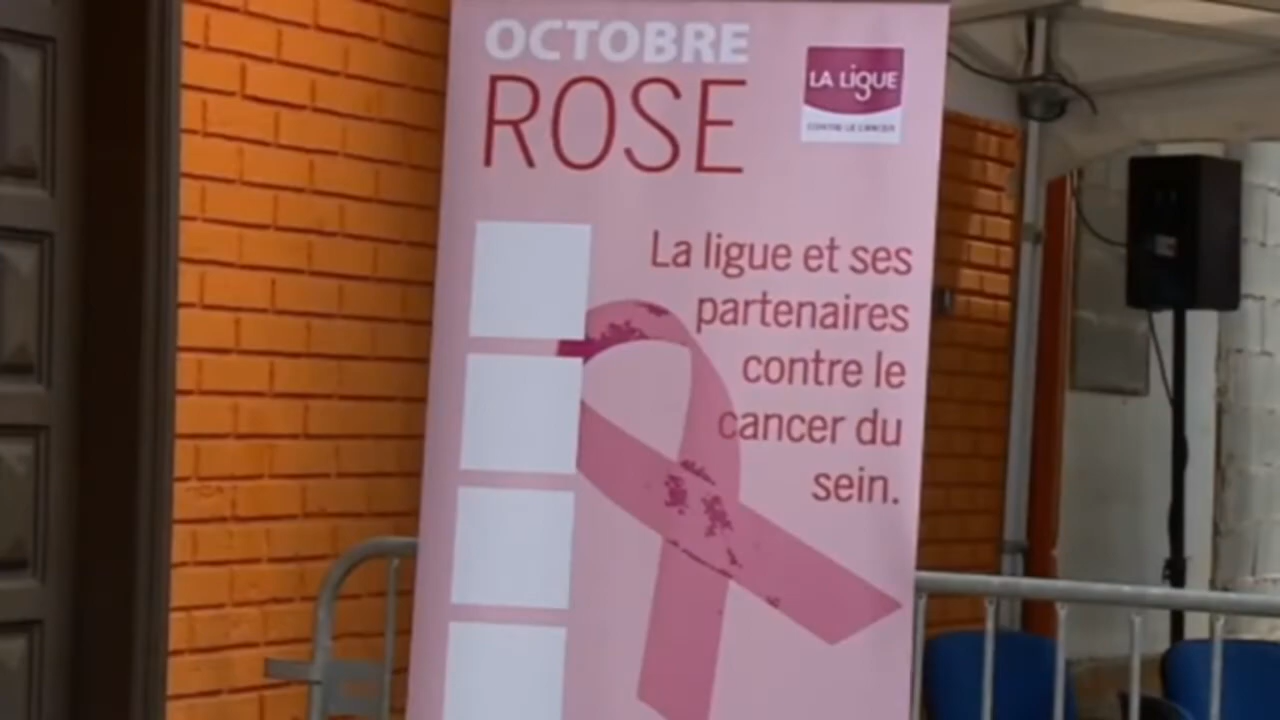 OCTOBRE
ROSE
LA LIGUE
CONTRE LE CANCER
La ligue et ses
partenaires
contre le
cancer du
sein.